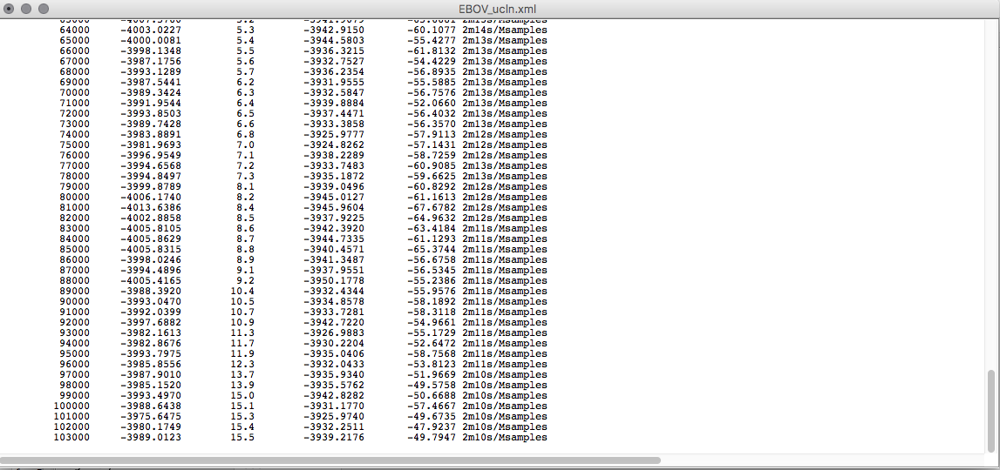 EBOV_ucln.xml
64000 -4003.0227 5.3 -3942.9150 -60.1077 2m14s/Msamples
65000 -4000.0081 5.4 -3944.5803 -55.4277 2m13s/Msamples
66000 -3998.1348 5.5 -3936.3215 -61.8132 2m13s/Msamples
67000 -3987.1756 5.6 -3932.7527 -54.4229 2m13s/Msamples
68000 -3993.1289 5.7 -3936.2354 -56.8935 2m13s/Msamples
69000 -3987.5441 6.2 -3931.9555 -55.5885 2m13s/Msamples
70000 -3989.3424 6.3 -3932.5847 -56.7576 2m13s/Msamples
71000 -3991.9544 6.4 -3939.8884 -52.0660 2m13s/Msamples
72000 -3993.8503 6.5 -3937.4471 -56.4032 2m13s/Msamples
73000 -3989.7428 6.6 -3933.3858 -56.3570 2m13s/Msamples
74000 -3983.8891 6.8 -3925.9777 -57.9113 2m12s/Msamples
75000 -3981.9693 7.0 -3924.8262 -57.1431 2m12s/Msamples
76000 -3996.9549 7.1 -3938.2289 -58.7259 2m12s/Msamples
77000 -3994.6568 7.2 -3933.7483 -60.9085 2m13s/Msamples
78000 -3994.8497 7.3 -3935.1872 -59.6625 2m13s/Msamples
79000 -3999.8789 8.1 -3939.0496 -60.8292 2m12s/Msamples
80000 -4006.1740 8.2 -3945.0127 -61.1613 2m12s/Msamples
81000 -4013.6386 8.4 -3945.9604 -67.6782 2m12s/Msamples
82000 -4002.8858 8.5 -3937.9225 -64.9632 2m12s/Msamples
83000 -4005.8105 8.6 -3942.3920 -63.4184 2m11s/Msamples
84000 -4005.8629 8.7 -3944.7335 -61.1293 2m11s/Msamples
85000 -4005.8315 8.8 -3940.4571 -65.3744 2m11s/Msamples
86000 -3998.0246 8.9 -3941.3487 -56.6758 2m11s/Msamples
87000 -3994.4896 9.1 -3937.9551 -56.5345 2m11s/Msamples
88000 -4005.4165 9.2 -3950.1778 -55.2386 2m11s/Msamples
89000 -3988.3920 10.4 -3932.4344 -55.9576 2m11s/Msamples
90000 -3993.0470 10.5 -3934.8578 -58.1892 2m11s/Msamples
91000 -3992.0399 10.7 -3933.7281 -58.3118 2m11s/Msamples
92000 -3997.6882 10.9 -3942.7220 -54.9661 2m11s/Msamples
93000 -3982.1613 11.3 -3926.9883 -55.1729 2m11s/Msamples
94000 -3982.8676 11.7 -3930.2204 -52.6472 2m11s/Msamples
95000 -3993.7975 11.9 -3935.0406 -58.7568 2m11s/Msamples
96000 -3985.8556 12.3 -3932.0433 -53.8123 2m11s/Msamples
97000 -3987.9010 13.7 -3935.9340 -51.9669 2m10s/Msamples
98000 -3985.1520 13.9 -3935.5762 -49.5758 2m10s/Msamples
99000 -3993.4970 15.0 -3942.8282 -50.6688 2m10s/Msamples
100000 -3988.6438 15.1 -3931.1770 -57.4667 2m10s/Msamples
101000 -3975.6475 15.3 -3925.9740 -49.6735 2m10s/Msamples
102000 -3980.1749 15.4 -3932.2511 -47.9237 2m10s/Msamples
103000 -3989.0123 15.5 -3939.2176 -49.7947 2m10s/Msamples